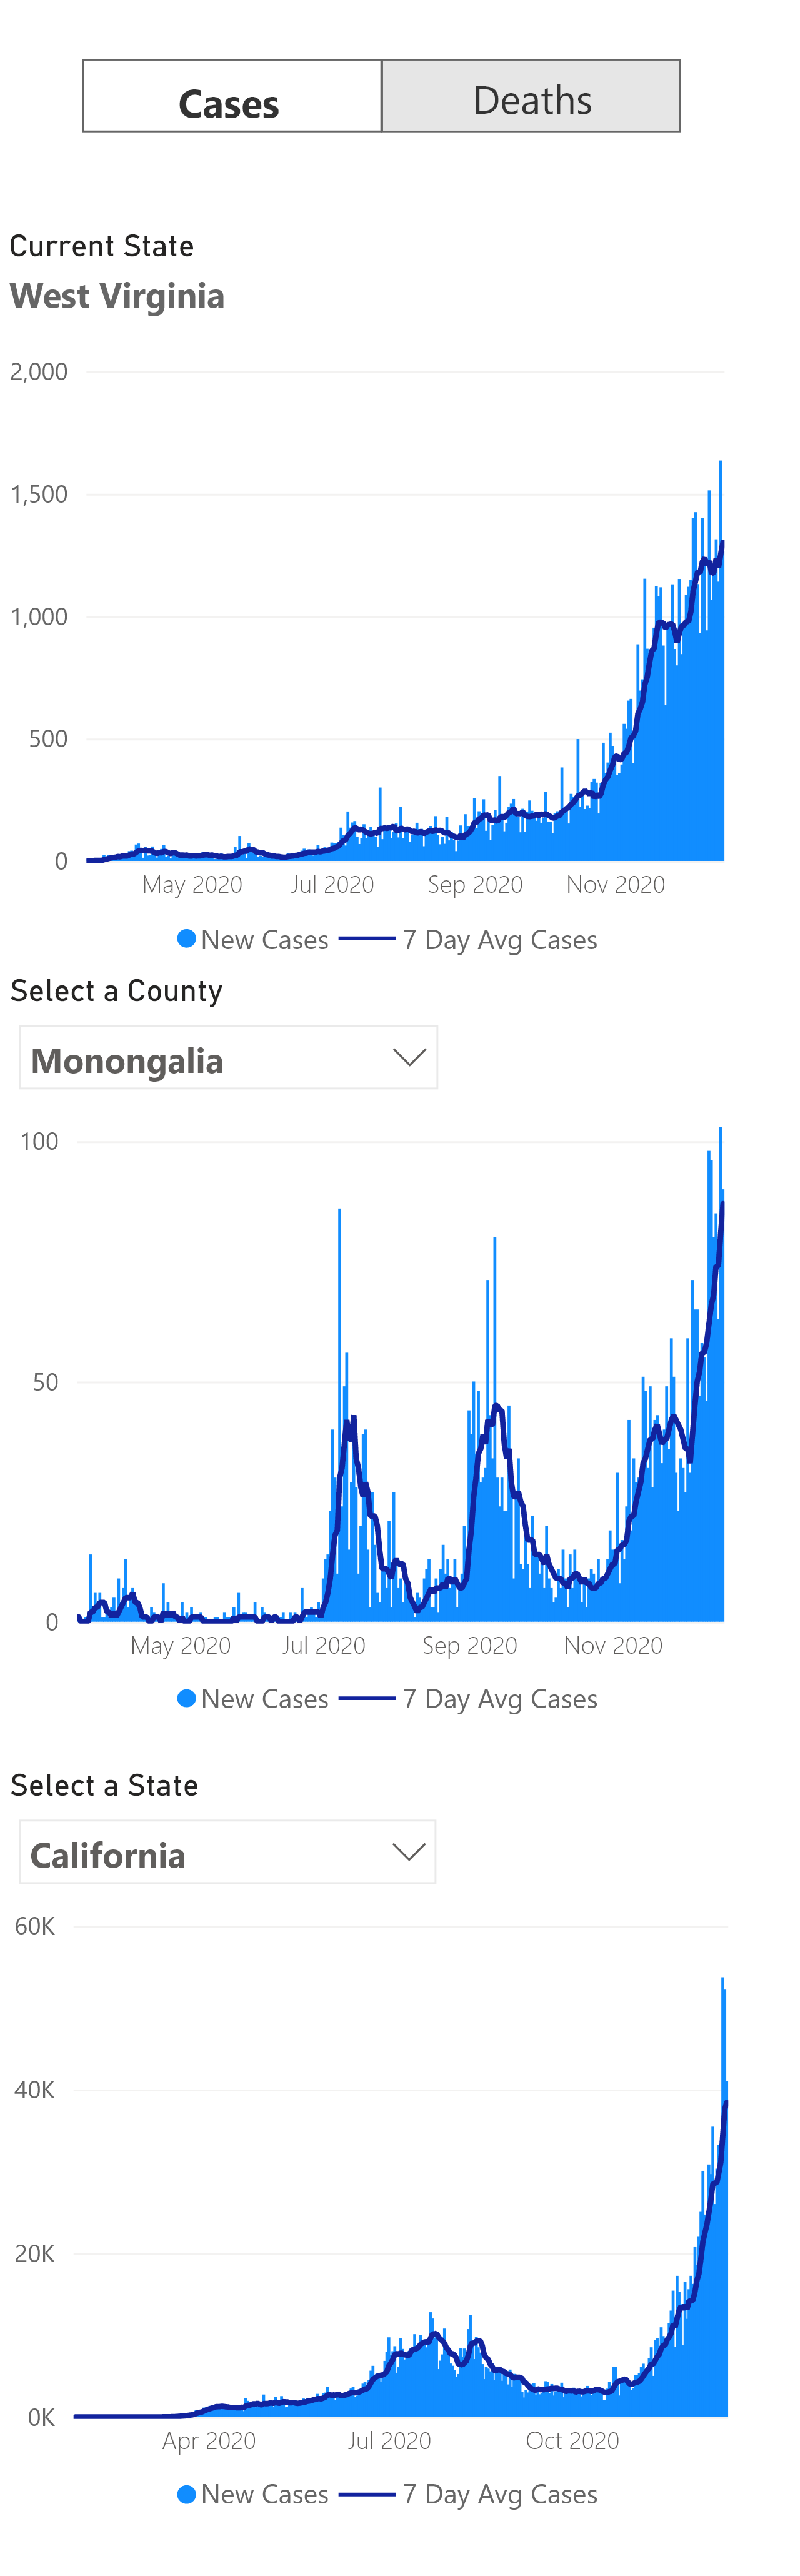 Cases Deaths
Current State
West Virginia
2,000
1,500
1,000
500
0
May 2020 Jul 2020 Sep 2020 Nov 2020
New Cases 7 Day Avg Cases
Select a County
Monongalia
100
50
0
May 2020 Jul 2020 Sep 2020 Nov 2020
New Cases 7 Day Avg Cases
Select a State
California
60K
40K
20K
0K
Apr 2020 Jul 2020 Oct 2020
New Cases 7 Day Avg Cases